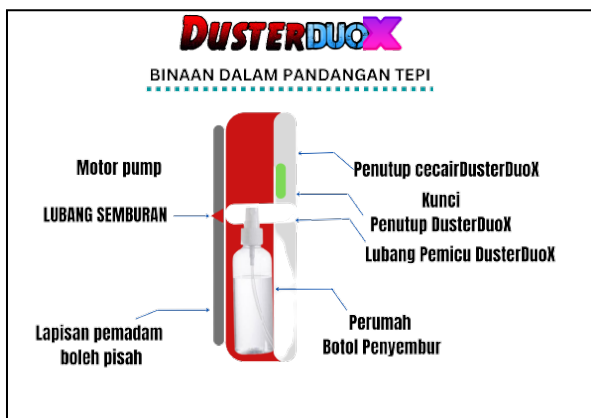 DUSTERDUOX
BINAAN DALAM PANDANGAN TEPI
Motor pump
LUBANG SEMBURAN
Lapisan pemadam
boleh pisah
Penutup cecairDusterDuoX
Kunci
Penutup DusterDuoX
Lubang Pemicu DusterDuoX
Perumah
Botol Penyembur